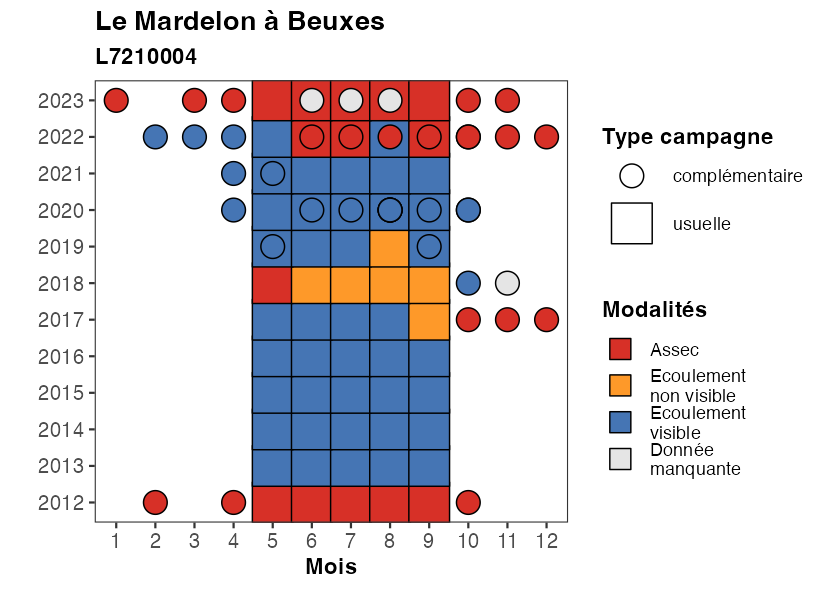 Le Mardelon à Beuxes
L7210004
2023
2022
2021
2020
2019
2018
2017
2016
2015
2014
2013
2012
1 2 3 4 5 6 7 8 9 10 11 12
Mois
Type campagne
complémentaire
usuelle
Modalités
Assec
Ecoulement
non visible
Ecoulement
visible
Donnée
manquante